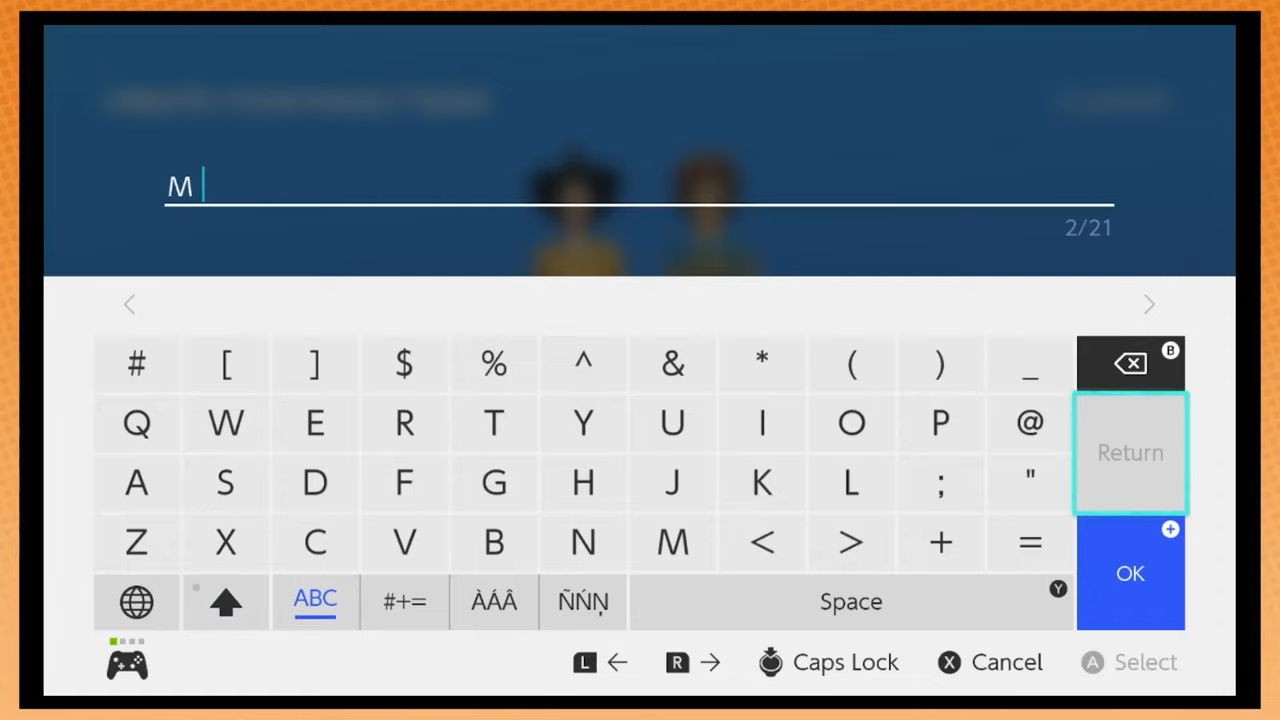 M
2/21
# [ ] $ % ^ & * ( ) _ B
Q W E R T Y U I O P @ Return
A S D F G H J K L ; "
Z X C V B N M < > + = + OK
ABC #+= ÀÁÂ ÑŃŅ Space Y
L ← R → Caps Lock X Cancel A Select